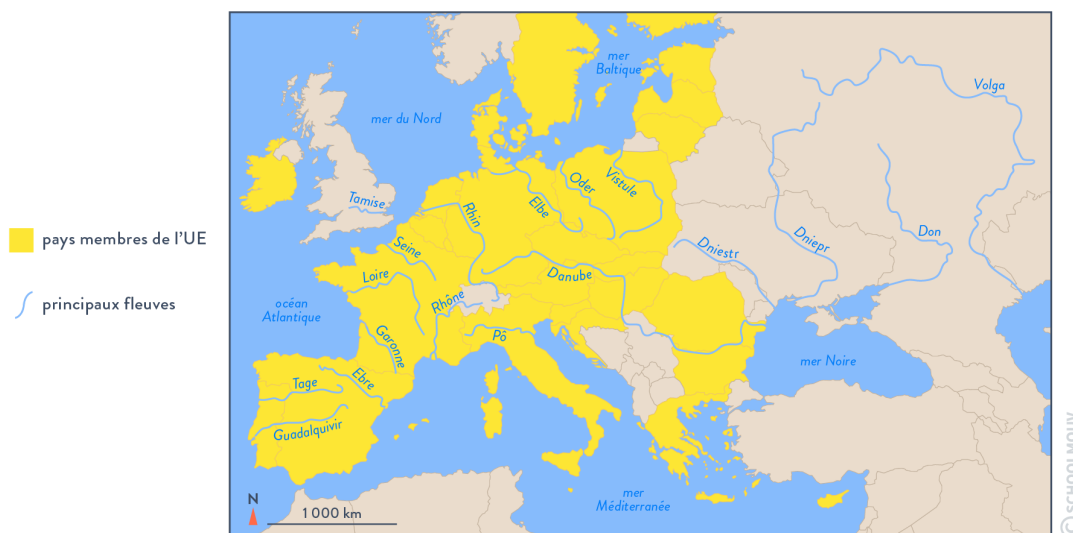 pays membres de l'UE
principaux fleuves
mer
Baltique
Volga
mer du Nord
Tamise
Oder
Vistule
Elbe
Rhin
Dniestr
Dniepr
Don
Seine
Loire
Danube
Rhône
océan
Atlantique
Garonne
Pô
mer Noire
Tage
Ebre
Guadalquivir
mer
Méditerranée
N
1 000 km
© SCHOOLMOUV